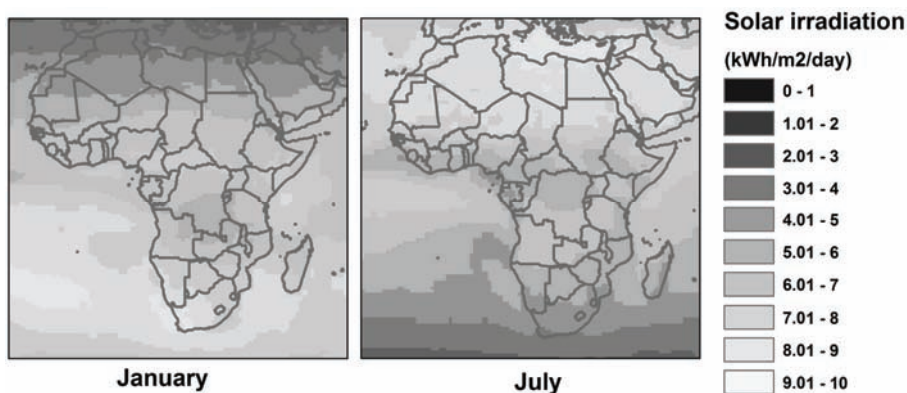 Solar irradiation
(kWh/m2/day)
0 - 1
1.01 - 2
2.01 - 3
3.01 - 4
4.01 - 5
5.01 - 6
6.01 - 7
7.01 - 8
8.01 - 9
9.01 - 10
January
July